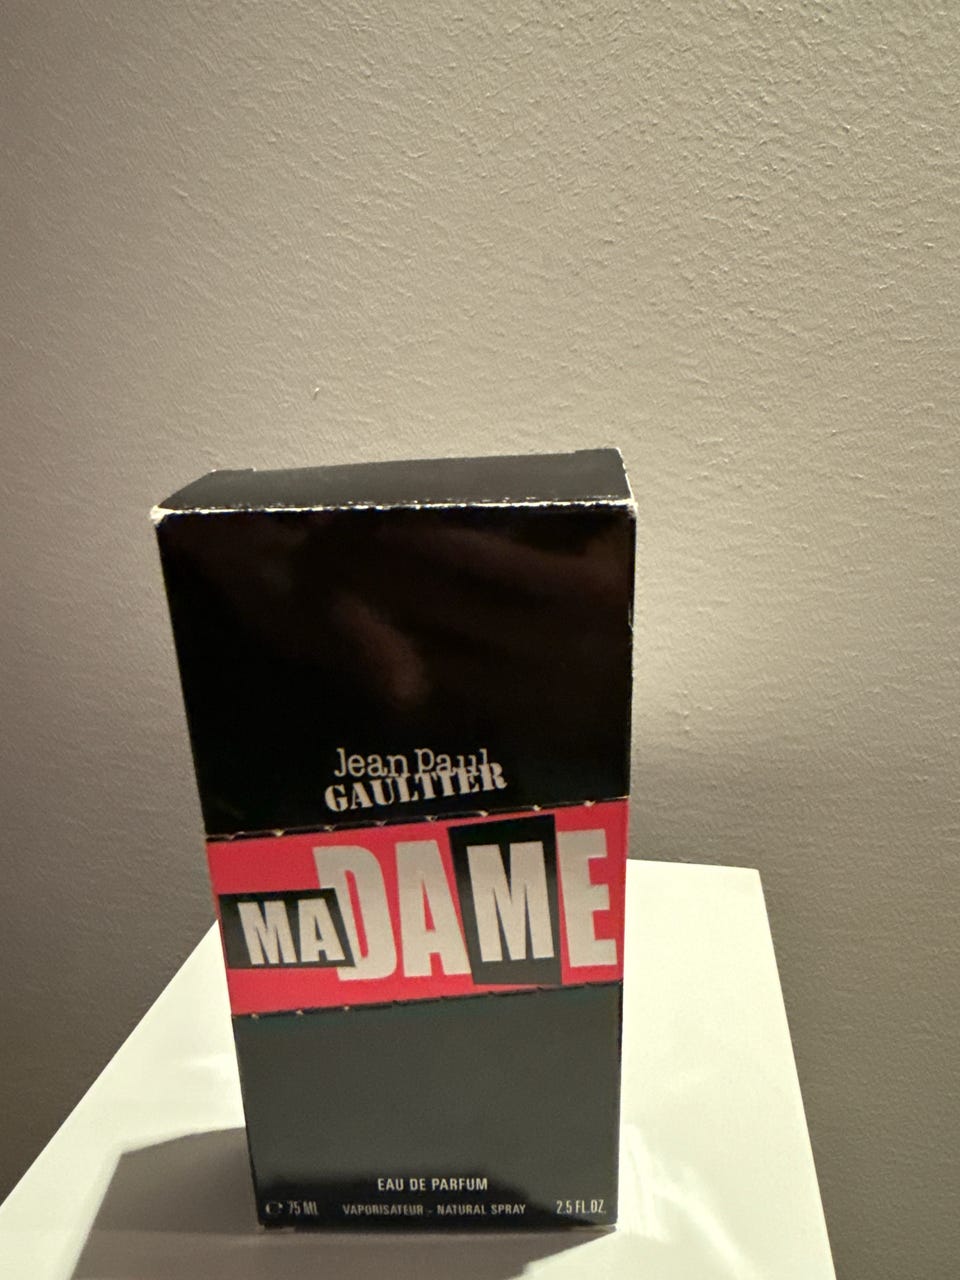 Jean Paul
GAULTIER
MADAME
EAU DE PARFUM
℮ 75 ML VAPORISATEUR - NATURAL SPRAY 2.5 FL.OZ.